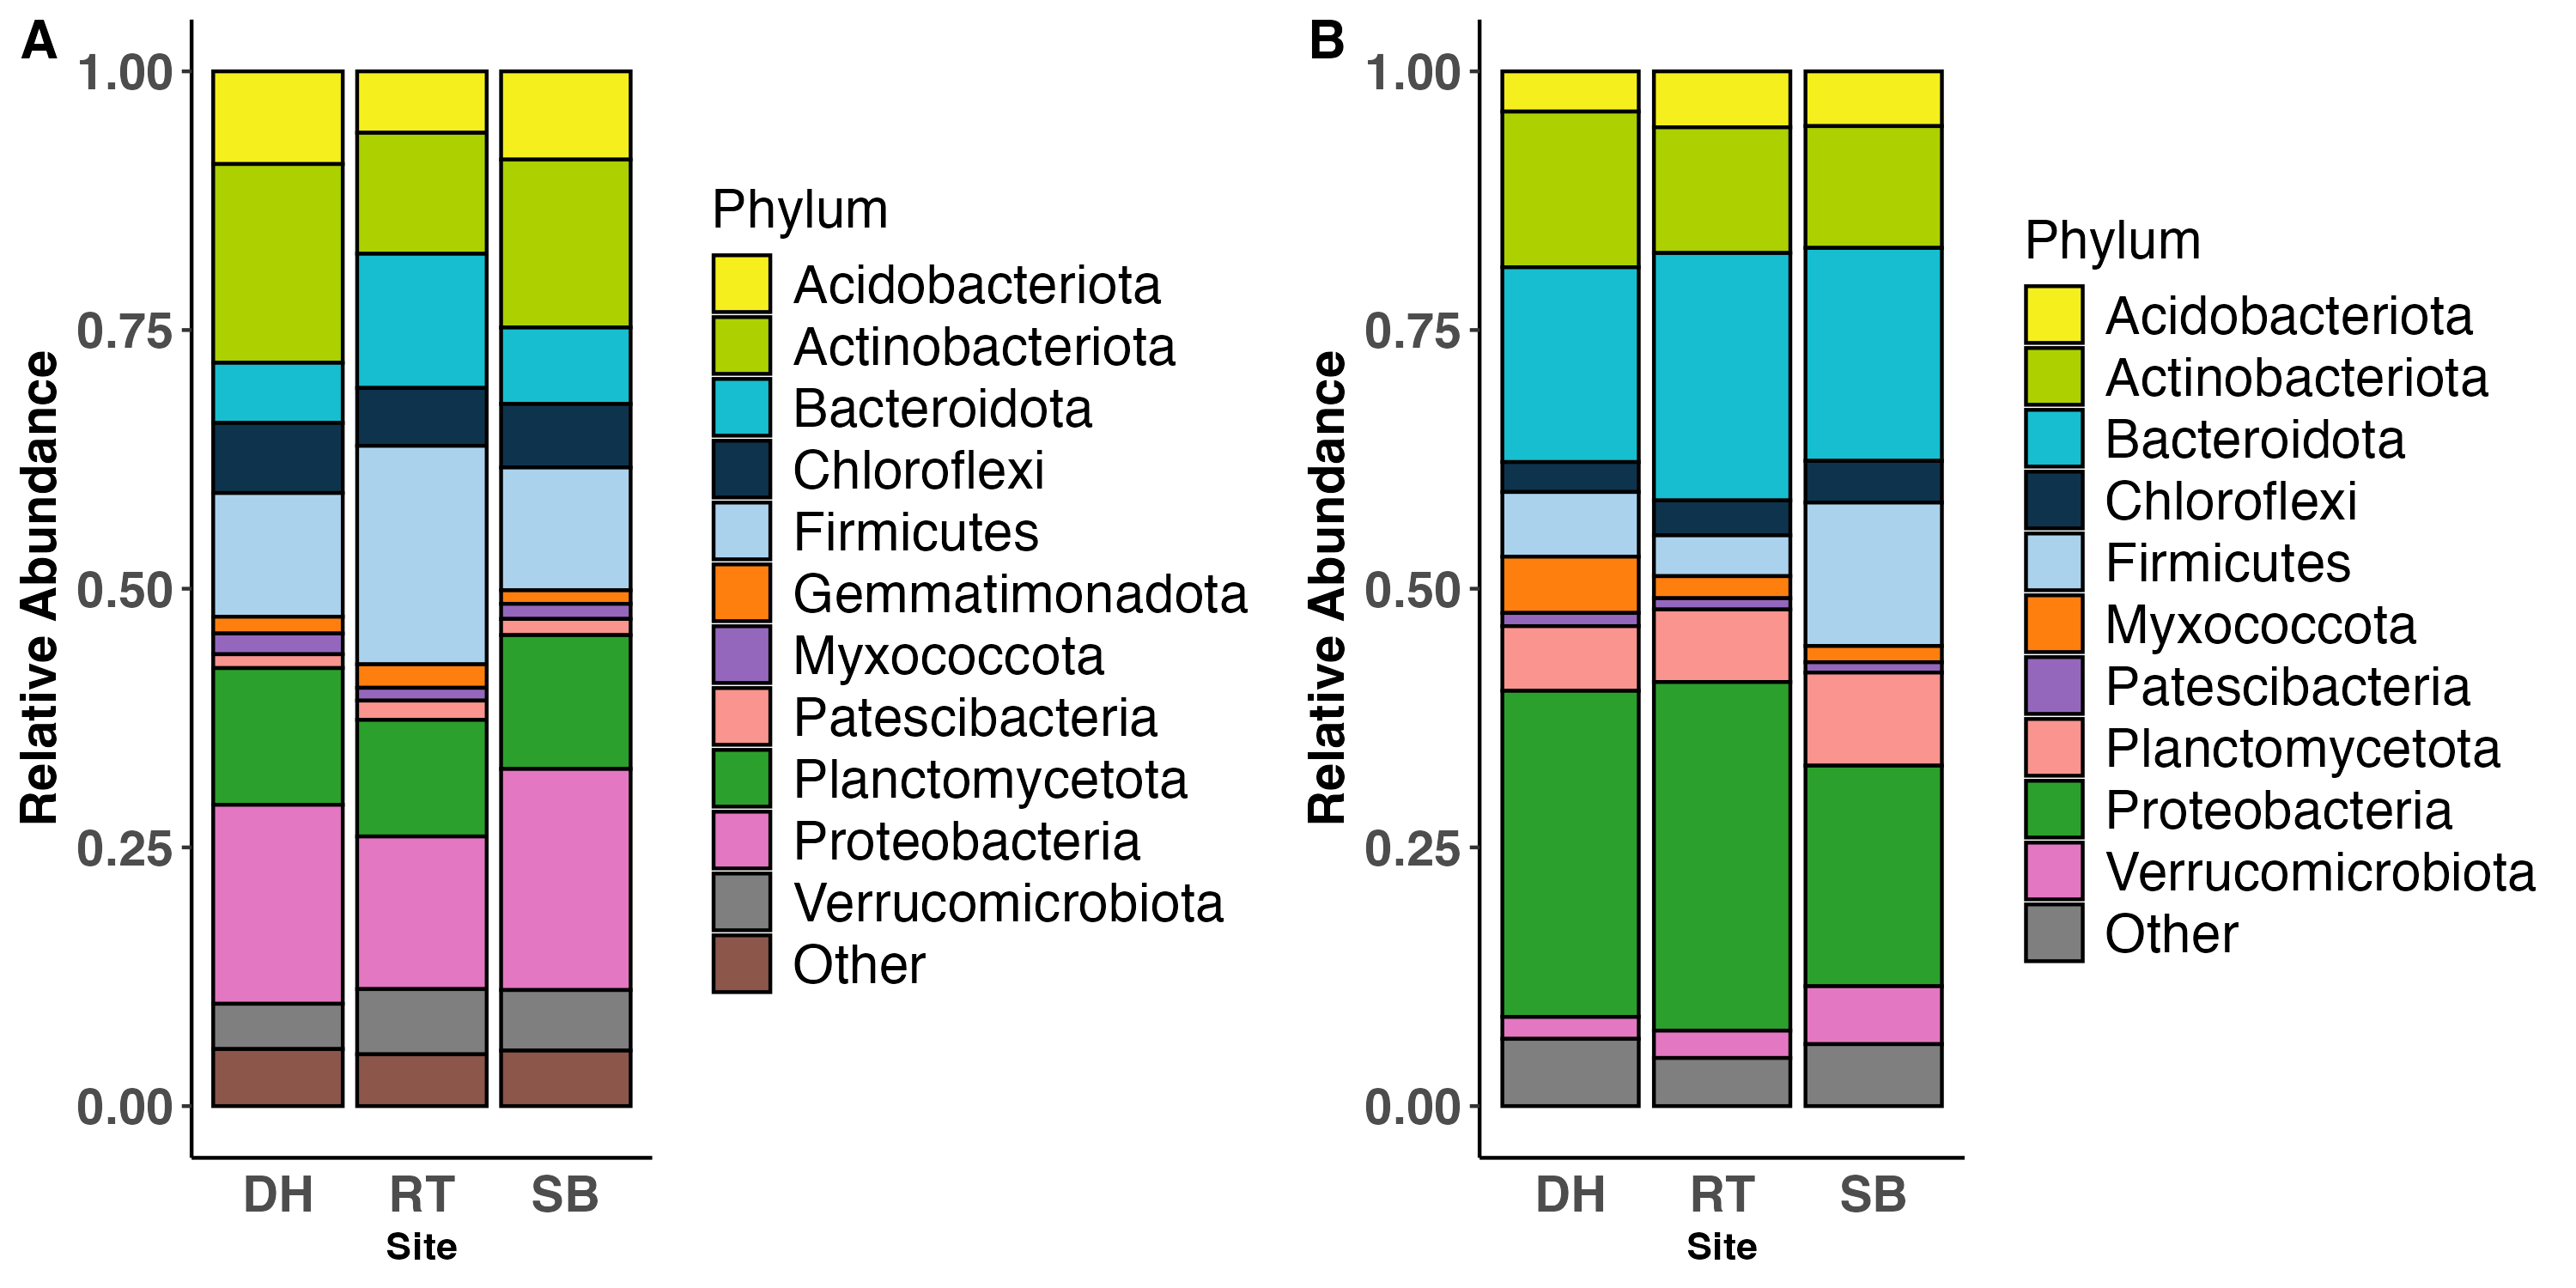 A
1.00
0.75
0.50
0.25
0.00
Relative Abundance
DH RT SB
Site
Phylum
Acidobacteriota
Actinobacteriota
Bacteroidota
Chloroflexi
Firmicutes
Gemmatimonadota
Myxococcota
Patescibacteria
Planctomycetota
Proteobacteria
Verrucomicrobiota
Other
B
1.00
0.75
0.50
0.25
0.00
Relative Abundance
DH RT SB
Site
Phylum
Acidobacteriota
Actinobacteriota
Bacteroidota
Chloroflexi
Firmicutes
Myxococcota
Patescibacteria
Planctomycetota
Proteobacteria
Verrucomicrobiota
Other